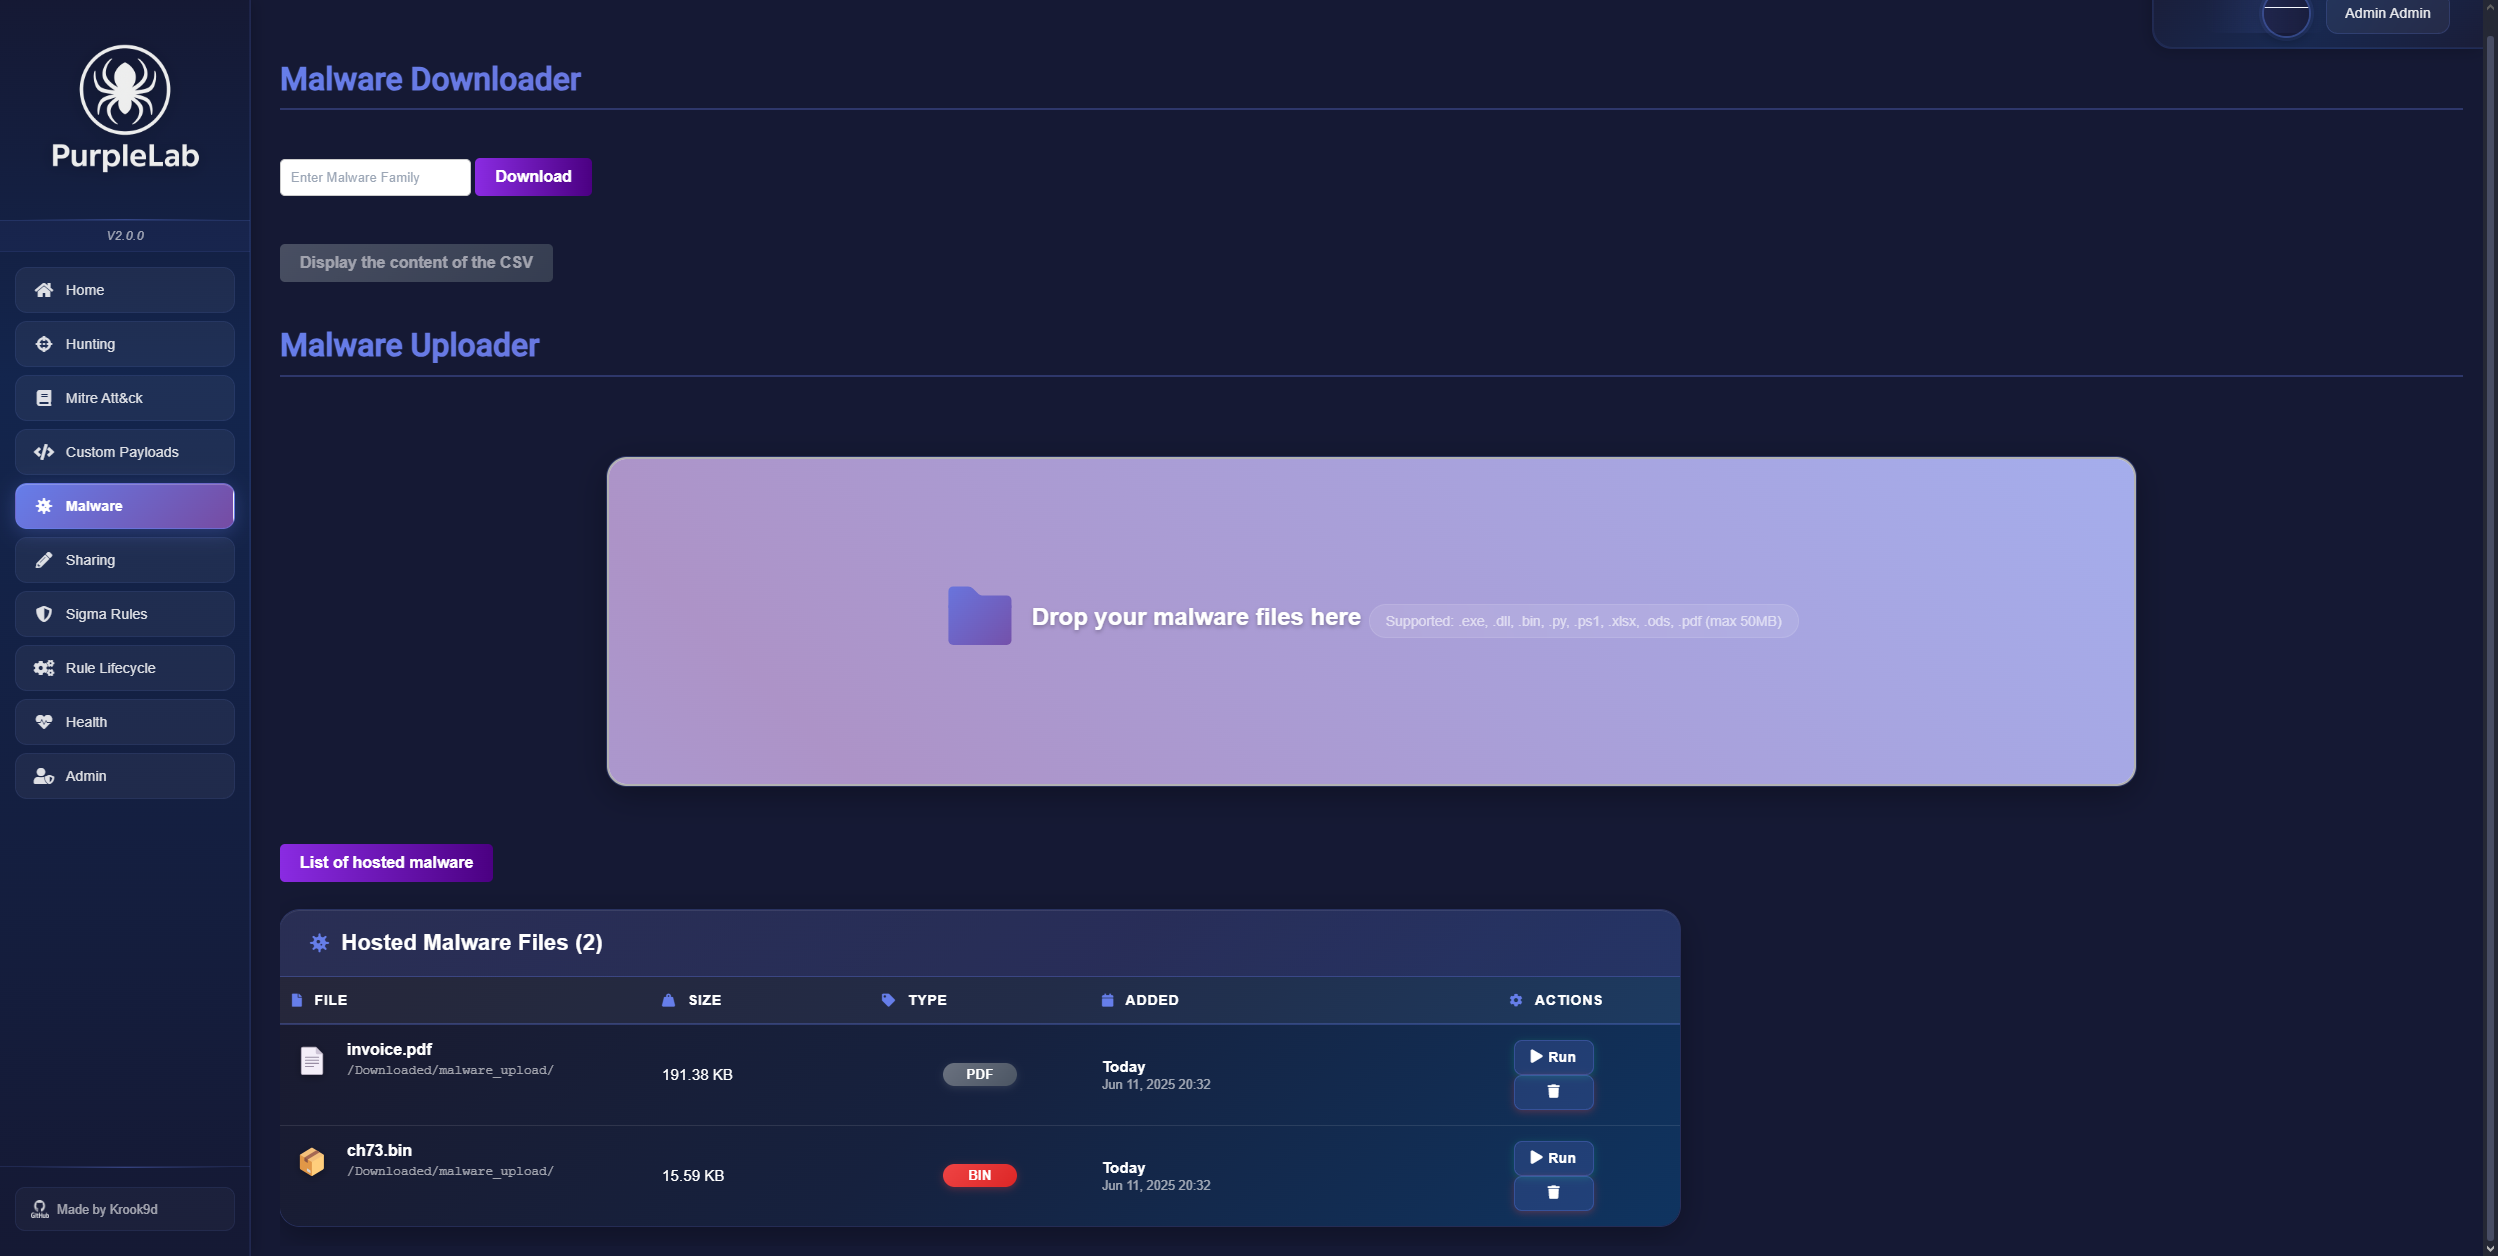 Admin Admin
PurpleLab
V2.0.0
Home
Hunting
Mitre Att&ck
Custom Payloads
Malware
Sharing
Sigma Rules
Rule Lifecycle
Health
Admin
GitHub
Made by Krook9d
Malware Downloader
Enter Malware Family
Download
Display the content of the CSV
Malware Uploader
Drop your malware files here
Supported: .exe, .dll, .bin, .py, .ps1, .xlsx, .ods, .pdf (max 50MB)
List of hosted malware
Hosted Malware Files (2)
FILE SIZE TYPE ADDED ACTIONS
invoice.pdf
/Downloaded/malware_upload/
191.38 KB
PDF
Today
Jun 11, 2025 20:32
Run
ch73.bin
/Downloaded/malware_upload/
15.59 KB
BIN
Today
Jun 11, 2025 20:32
Run